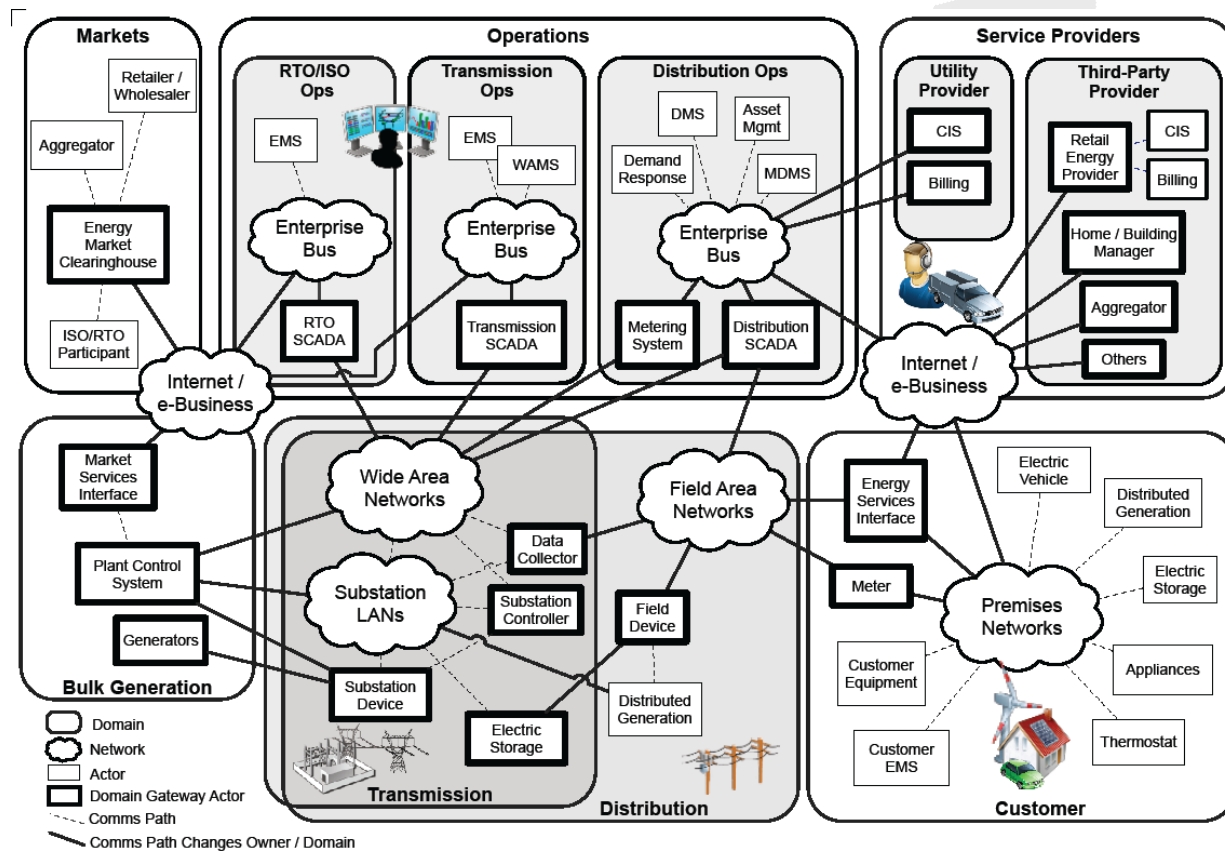 Markets
Retailer /
Wholesaler
Aggregator
Energy
Market
Clearinghouse
ISO/RTO
Participant
Operations
RTO/ISO
Ops
EMS
Enterprise
Bus
RTO
SCADA
Transmission
Ops
EMS
WAMS
Enterprise
Bus
Transmission
SCADA
Distribution Ops
DMS
Asset
Mgmt
Demand
Response
MDMS
Enterprise
Bus
Metering
System
Distribution
SCADA
Service Providers
Utility
Provider
CIS
Billing
Third-Party
Provider
Retail
Energy
Provider
CIS
Billing
Home / Building
Manager
Aggregator
Others
Internet /
e-Business
Internet /
e-Business
Market
Services
Interface
Plant Control
System
Generators
Bulk Generation
Wide Area
Networks
Substation
LANs
Data
Collector
Substation
Controller
Substation
Device
Electric
Storage
Transmission
Field Area
Networks
Field
Device
Distributed
Generation
Distribution
Energy
Services
Interface
Meter
Electric
Vehicle
Distributed
Generation
Electric
Storage
Premises
Networks
Customer
Equipment
Appliances
Customer
EMS
Thermostat
Customer
Domain
Network
Actor
Domain Gateway Actor
Comms Path
Comms Path Changes Owner / Domain